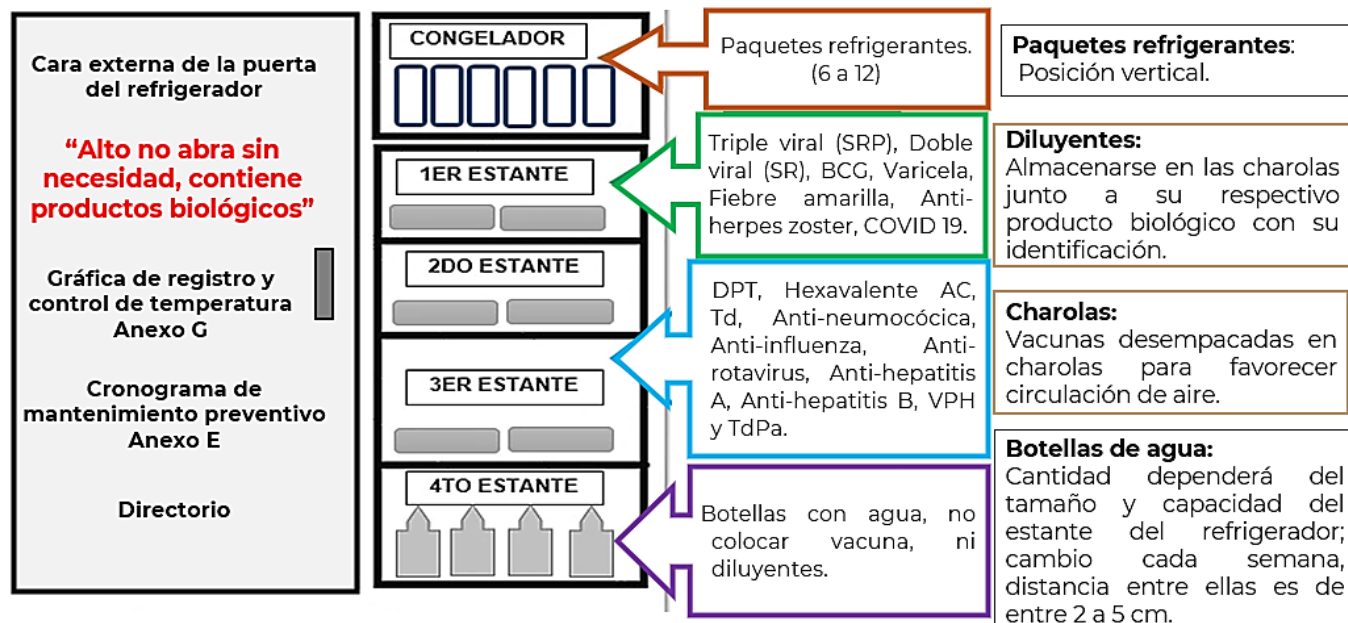 Cara externa de la puerta
del refrigerador
“Alto no abra sin
necesidad, contiene
productos biológicos”
Gráfica de registro y
control de temperatura
Anexo G
Cronograma de
mantenimiento preventivo
Anexo E
Directorio
CONGELADOR
1ER ESTANTE
2DO ESTANTE
3ER ESTANTE
4TO ESTANTE
Paquetes refrigerantes.
(6 a 12)
Triple viral (SRP), Doble
viral (SR), BCG, Varicela,
Fiebre amarilla, Anti-
herpes zoster, COVID 19.
DPT, Hexavalente AC,
Td, Anti-neumocócica,
Anti-influenza, Anti-
rotavirus, Anti-hepatitis
A, Anti-hepatitis B, VPH
y TdPa.
Botellas con agua, no
colocar vacuna, ni
diluyentes.
Paquetes refrigerantes:
Posición vertical.
Diluyentes:
Almacenarse en las charolas
junto a su respectivo
producto biológico con su
identificación.
Charolas:
Vacunas desempacadas en
charolas para favorecer
circulación de aire.
Botellas de agua:
Cantidad dependerá del
tamaño y capacidad del
estante del refrigerador;
cambio cada semana,
distancia entre ellas es de
entre 2 a 5 cm.